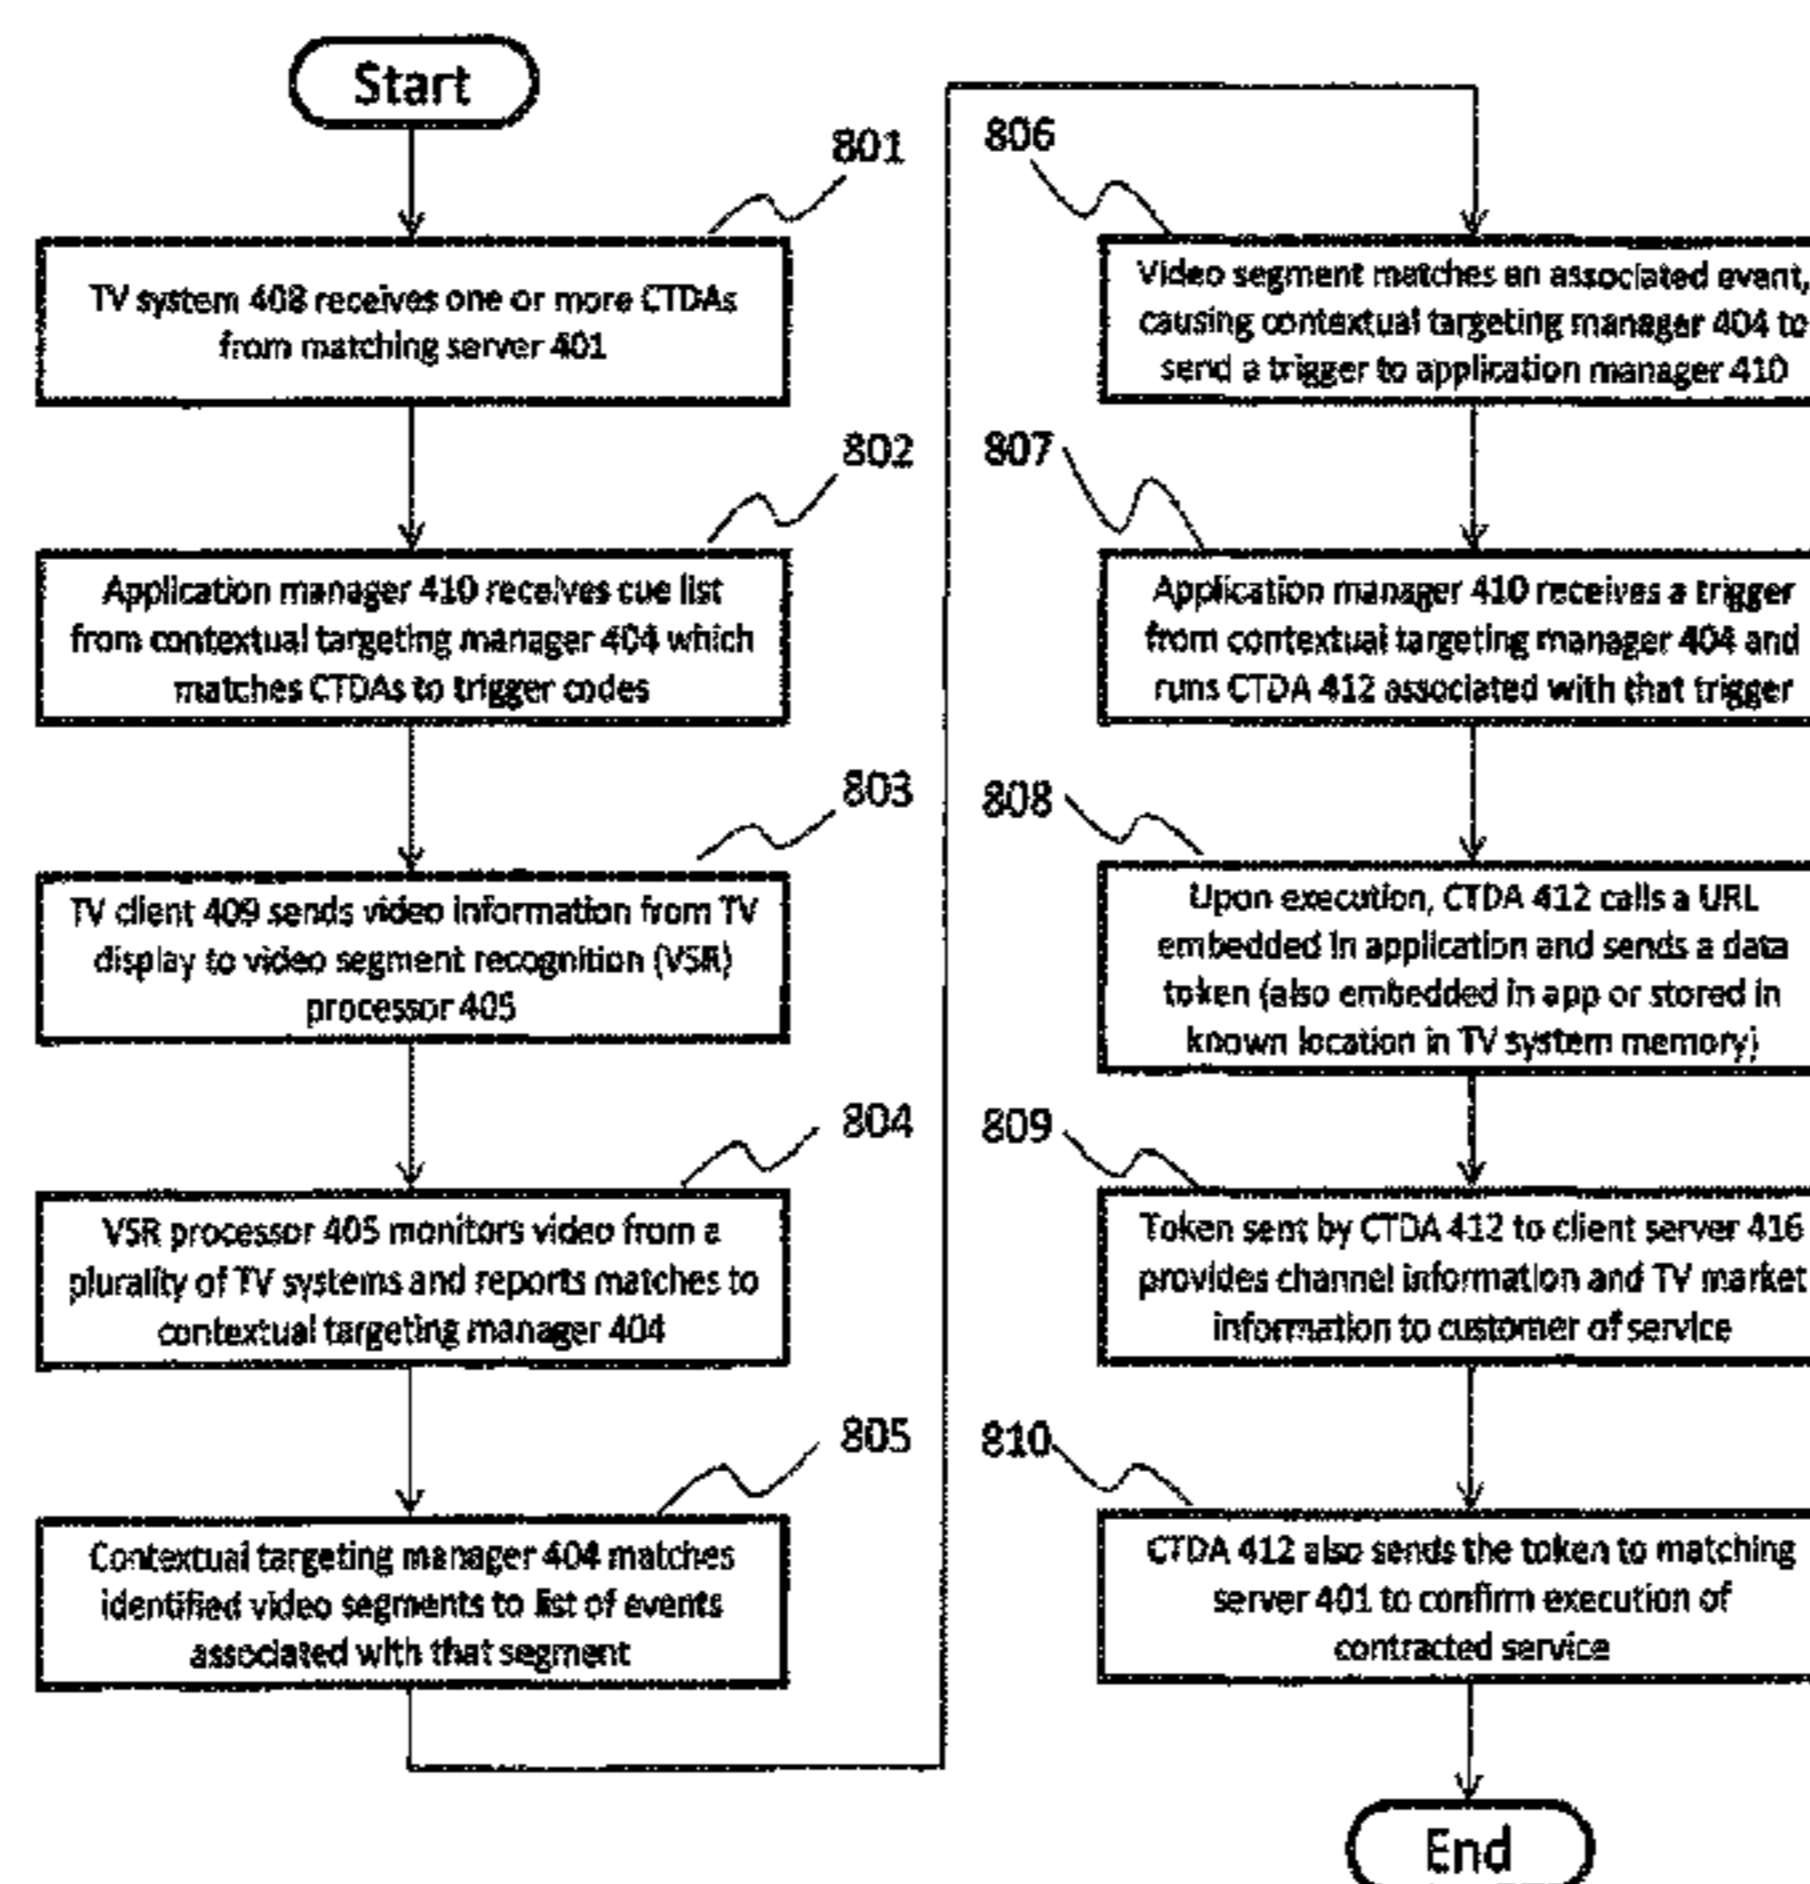 Start
801
TV system 408 receives one or more CTDAs
from matching server 401
802
Application manager 410 receives cue list
from contextual targeting manager 404 which
matches CTDAs to trigger codes
803
TV client 409 sends video information from TV
display to video segment recognition (VSR)
processor 405
804
VSR processor 405 monitors video from a
plurality of TV systems and reports matches to
contextual targeting manager 404
805
Contextual targeting manager 404 matches
identified video segments to list of events
associated with that segment
806
Video segment matches an associated event,
causing contextual targeting manager 404 to
send a trigger to application manager 410
807
Application manager 410 receives a trigger
from contextual targeting manager 404 and
runs CTDA 412 associated with that trigger
808
Upon execution, CTDA 412 calls a URL
embedded in application and sends a data
token (also embedded in app or stored in
known location in TV system memory)
809
Token sent by CTDA 412 to client server 416
provides channel information and TV market
information to customer of service
810
CTDA 412 also sends the token to matching
server 401 to confirm execution of
contracted service
End